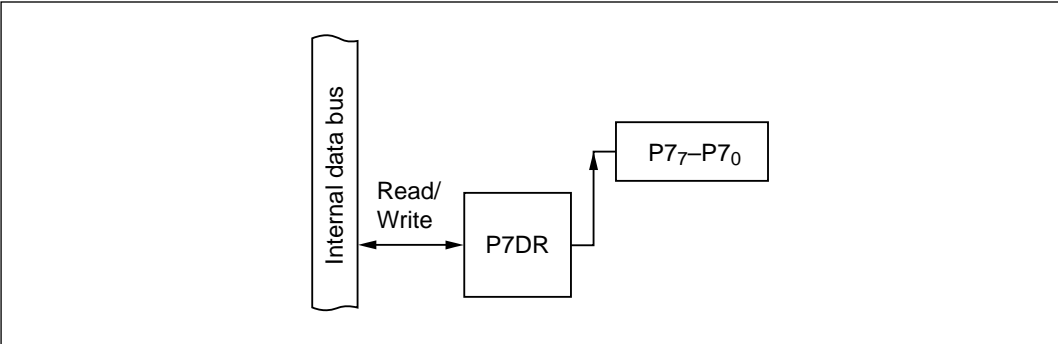 Internal data bus
Read/
Write
P7DR
P7₇–P7₀